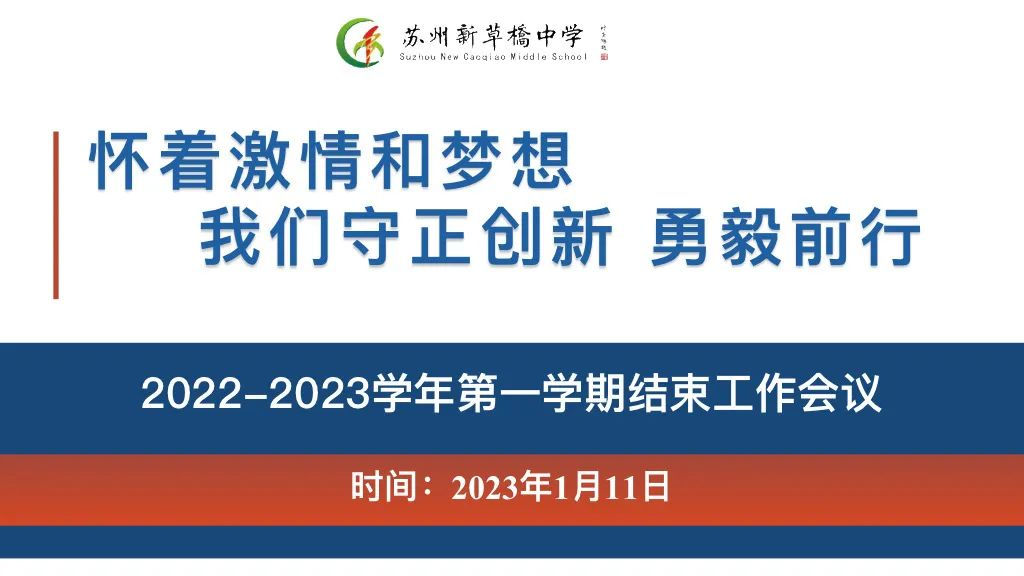 苏州新草橋中学
Suzhou New Caoqiao Middle School
怀着激情和梦想
我们守正创新 勇毅前行
2022-2023学年第一学期结束工作会议
时间：2023年1月11日